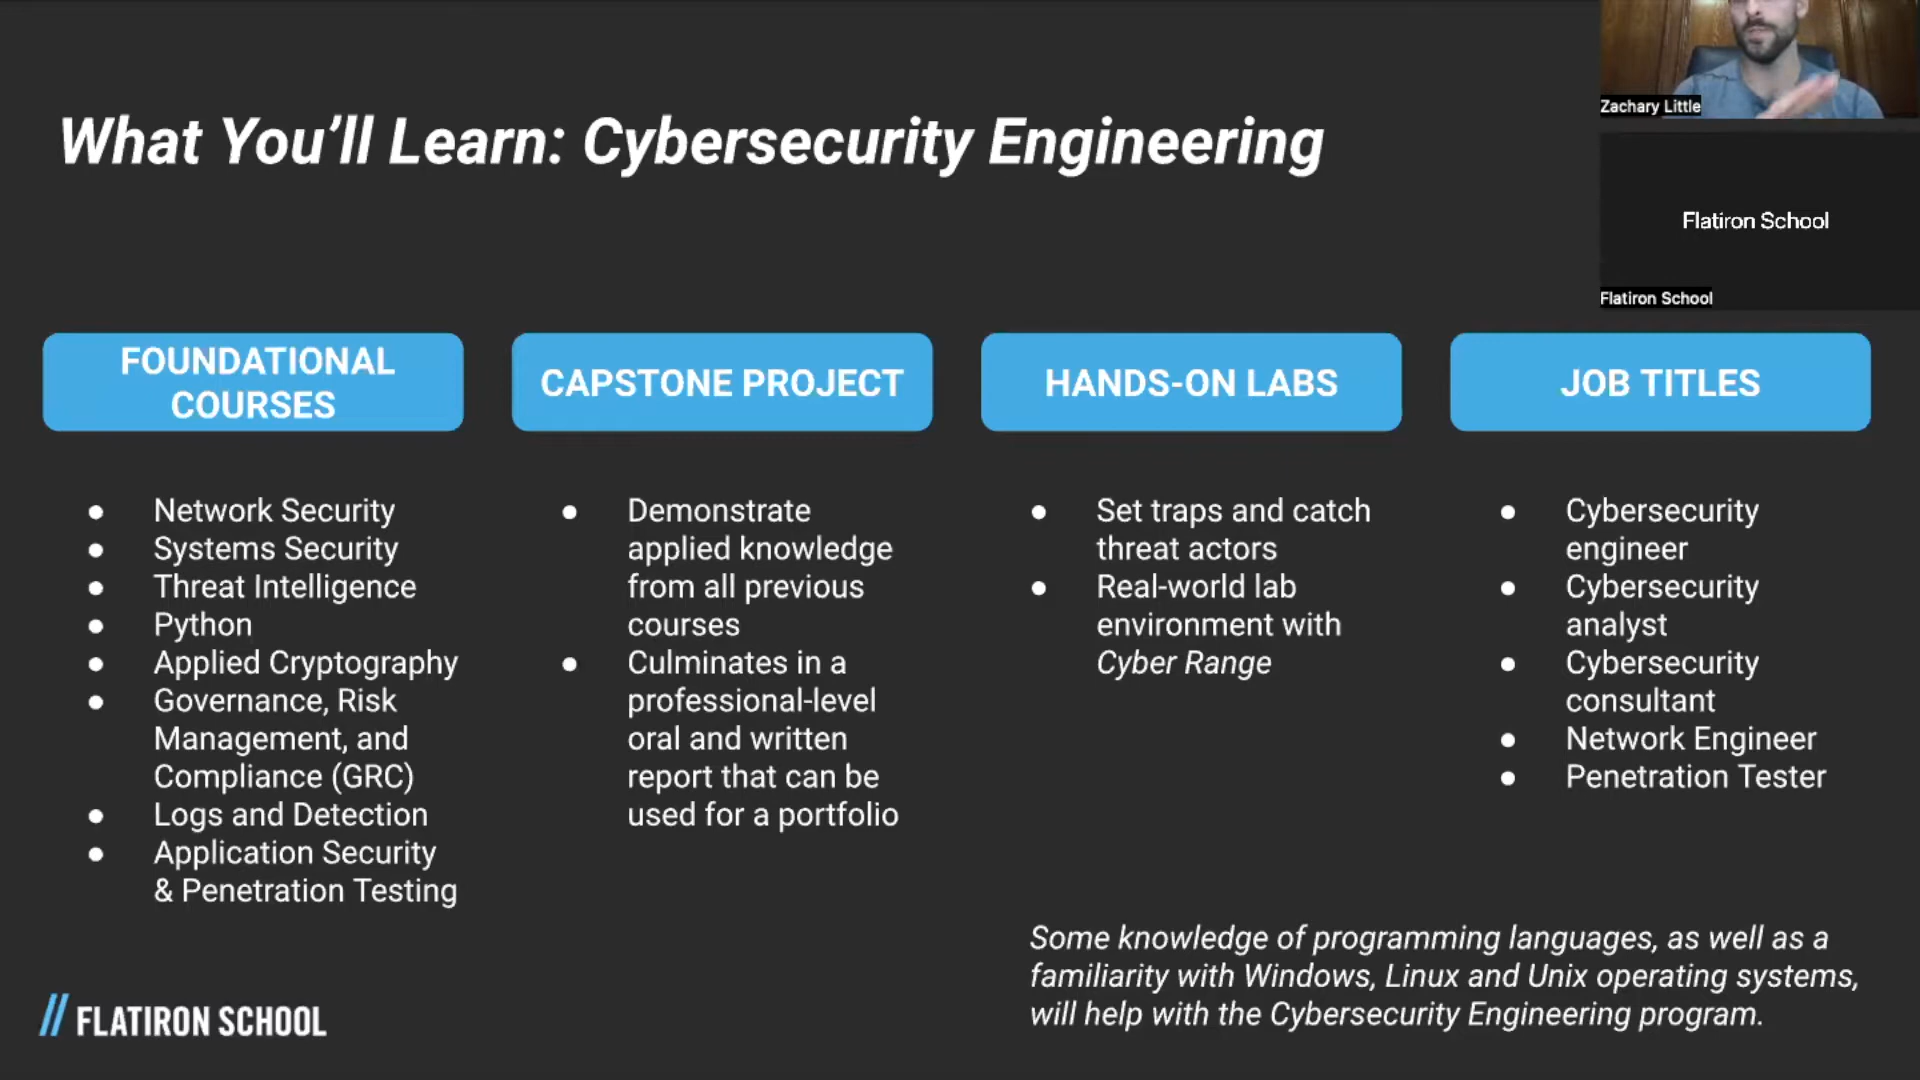 What You'll Learn: Cybersecurity Engineering
Zachary Little
Flatiron School
Flatiron School
FOUNDATIONAL
COURSES
● Network Security
● Systems Security
● Threat Intelligence
● Python
● Applied Cryptography
● Governance, Risk
Management, and
Compliance (GRC)
● Logs and Detection
● Application Security
& Penetration Testing
CAPSTONE PROJECT
● Demonstrate
applied knowledge
from all previous
courses
● Culminates in a
professional-level
oral and written
report that can be
used for a portfolio
HANDS-ON LABS
● Set traps and catch
threat actors
● Real-world lab
environment with
Cyber Range
JOB TITLES
● Cybersecurity
engineer
● Cybersecurity
analyst
● Cybersecurity
consultant
● Network Engineer
● Penetration Tester
Some knowledge of programming languages, as well as a
familiarity with Windows, Linux and Unix operating systems,
will help with the Cybersecurity Engineering program.
// FLATIRON SCHOOL